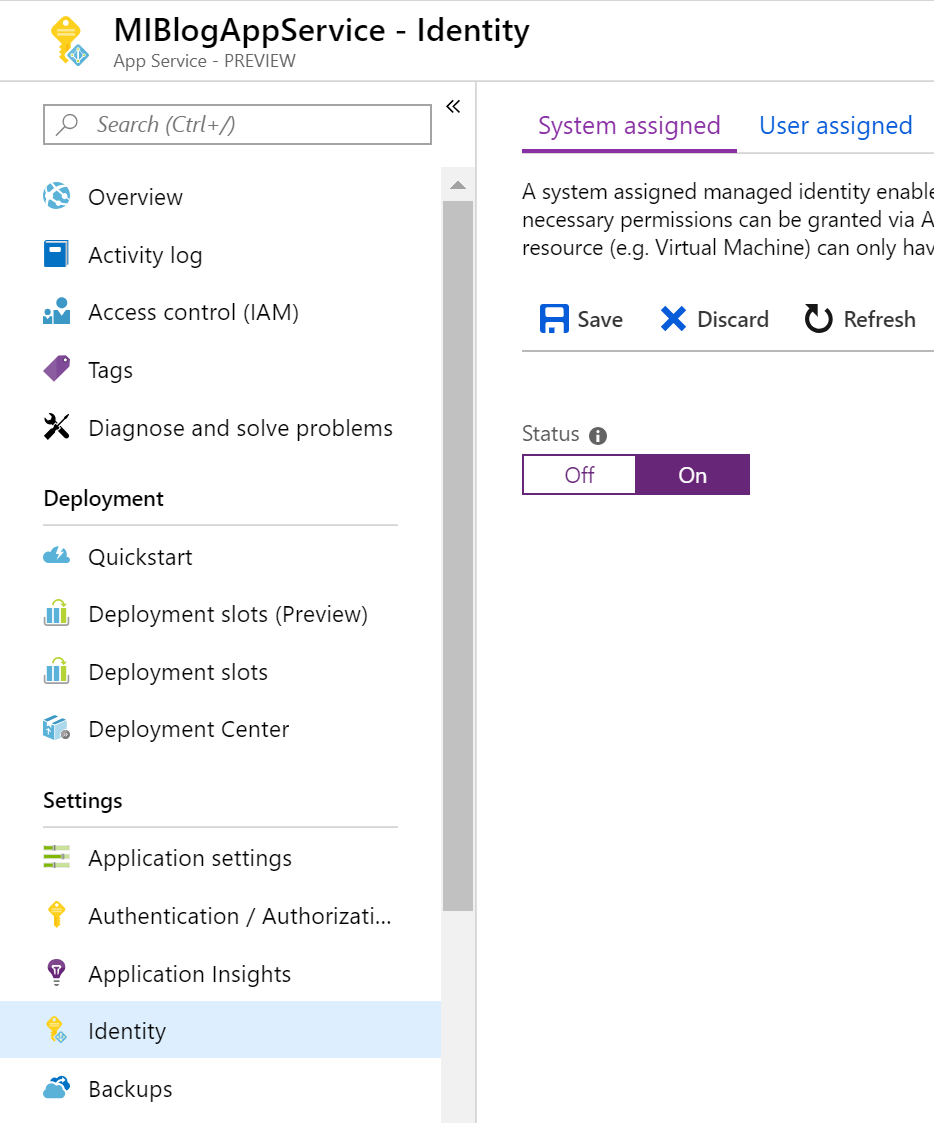 MIBlogAppService - Identity
App Service - PREVIEW
Search (Ctrl+/)
Overview
Activity log
Access control (IAM)
Tags
Diagnose and solve problems
Deployment
Quickstart
Deployment slots (Preview)
Deployment slots
Deployment Center
Settings
Application settings
Authentication / Authorizati...
Application Insights
Identity
Backups
System assigned
User assigned
A system assigned managed identity enable
necessary permissions can be granted via A
resource (e.g. Virtual Machine) can only hav
Save
Discard
Refresh
Status
Off
On